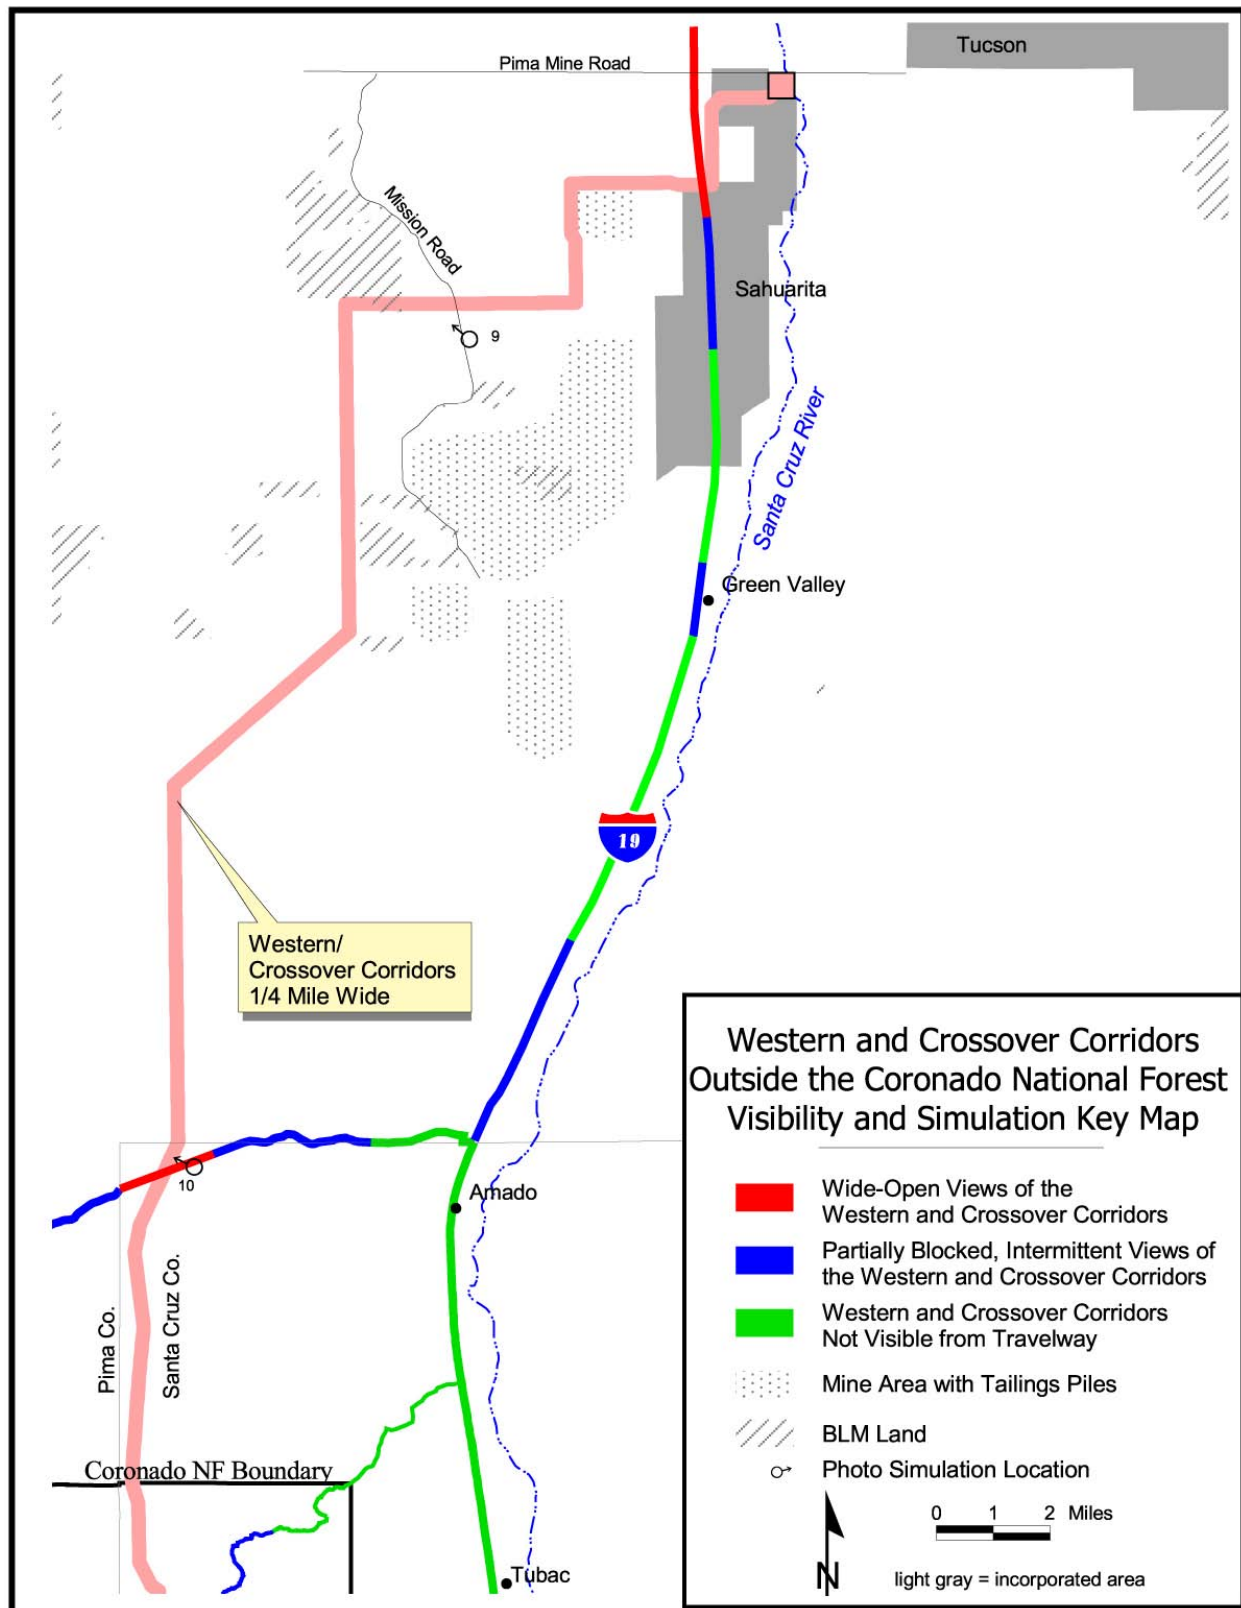 Tucson
Pima Mine Road
Mission Road
Sahuarita
9
Santa Cruz River
Green Valley
19
Western/
Crossover Corridors
1/4 Mile Wide
10
Amado
Pima Co.
Santa Cruz Co.
Coronado NF Boundary
Tubac
Western and Crossover Corridors
Outside the Coronado National Forest
Visibility and Simulation Key Map
Wide-Open Views of the
Western and Crossover Corridors
Partially Blocked, Intermittent Views of
the Western and Crossover Corridors
Western and Crossover Corridors
Not Visible from Travelway
Mine Area with Tailings Piles
BLM Land
Photo Simulation Location
0 1 2 Miles
N
light gray = incorporated area